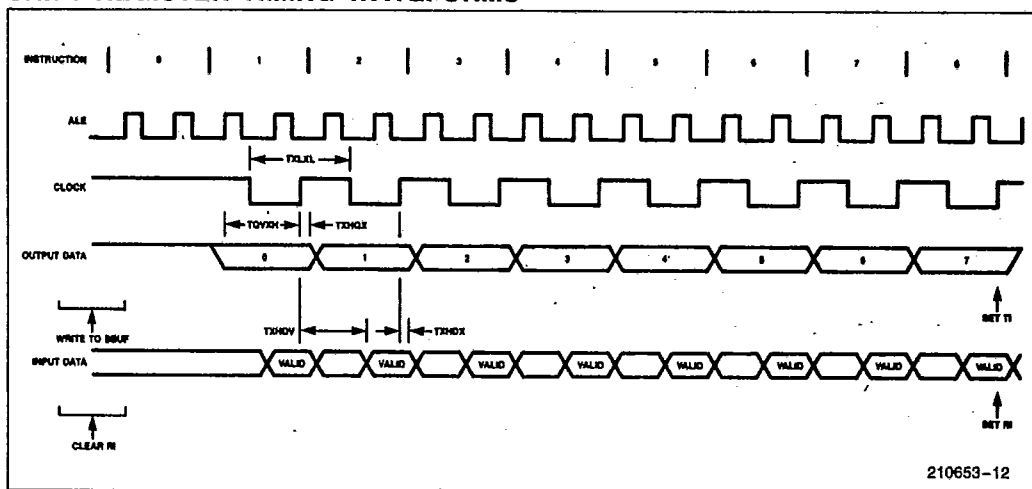 INSTRUCTION 0 1 2 3 4 5 6 7 8
ALE
TXLXL
CLOCK
TQVXH TXHQX
OUTPUT DATA 0 1 2 3 4 5 6 7
SET TI
WRITE TO SBUF
TXHDV TXHDX
INPUT DATA VALID VALID VALID VALID VALID VALID VALID VALID
SET RI
CLEAR RI
210653-12